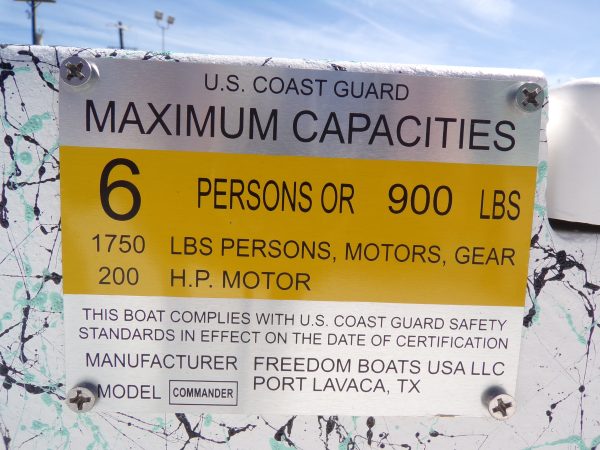 U.S. COAST GUARD
MAXIMUM CAPACITIES
6 PERSONS OR 900 LBS
1750 LBS PERSONS, MOTORS, GEAR
200 H.P. MOTOR
THIS BOAT COMPLIES WITH U.S. COAST GUARD SAFETY
STANDARDS IN EFFECT ON THE DATE OF CERTIFICATION
MANUFACTURER FREEDOM BOATS USA LLC
PORT LAVACA, TX
MODEL COMMANDER